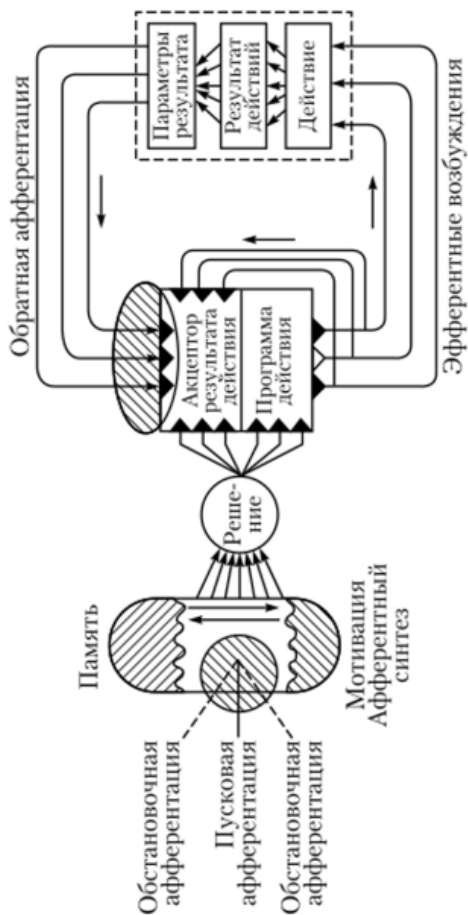 Обстановочная
афферентация
Пусковая
афферентация
Обстановочная
афферентация
Память
Мотивация
Афферентный
синтез
Реше-
ние
Акцептор
результата
действия
Программа
действия
Обратная афферентация
Параметры
результата
Результат
действий
Действие
Эфферентные возбуждения